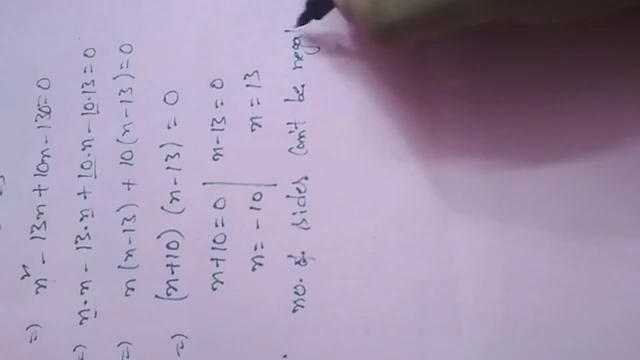 =) n² - 13n + 10n - 130 = 0
=) n·n - 13·n + 10·n - 10·13 = 0
=) n(n-13) + 10(n-13) = 0
=) (n+10) (n-13) = 0
n+10 = 0 | n-13 = 0
n = -10 | n = 13
no. of sides can't be nega